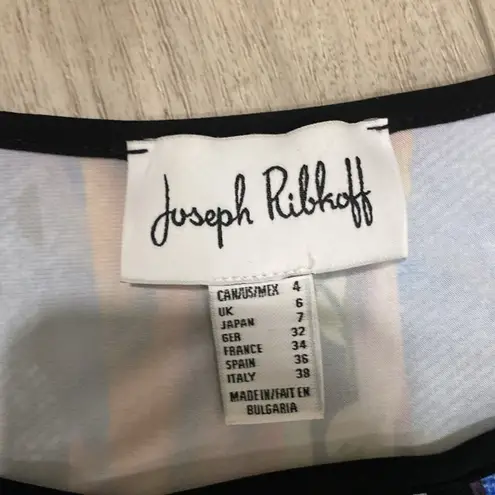 Joseph Ribkoff
CAN/US/MEX 4
UK 6
JAPAN 7
GER 32
FRANCE 34
SPAIN 36
ITALY 38
MADE IN/FAIT EN
BULGARIA